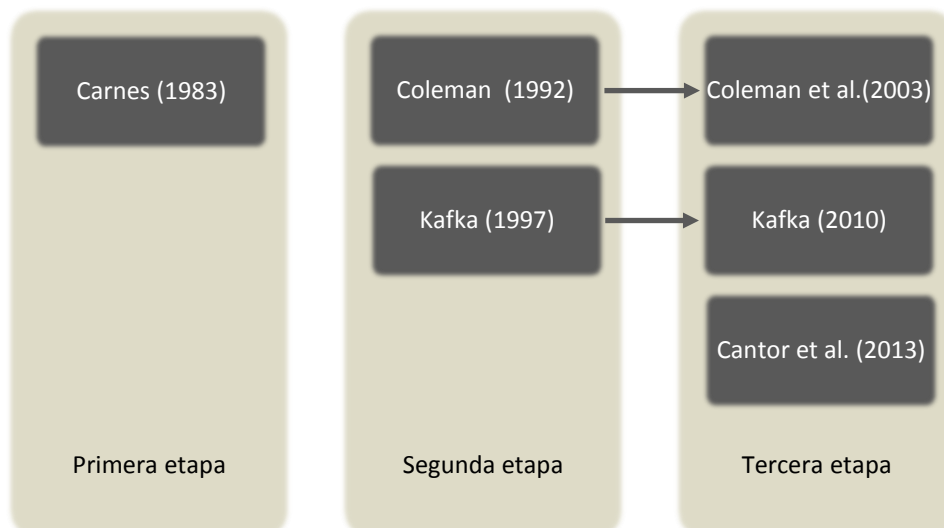 Carnes (1983)
Coleman  (1992)
Coleman et al.(2003)
Kafka (1997)
Kafka (2010)
Cantor et al. (2013)
Primera etapa
Segunda etapa
Tercera etapa